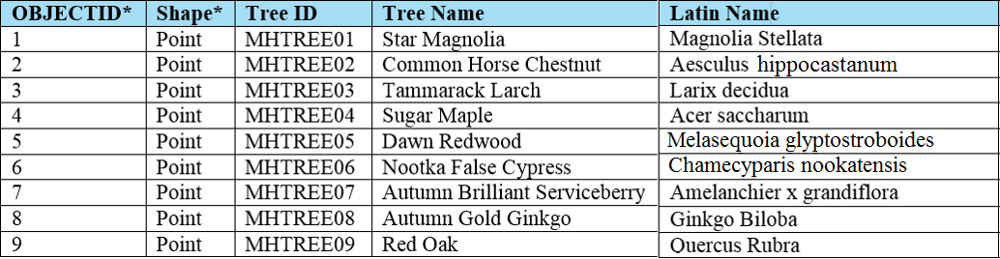 OBJECTID* Shape* Tree ID Tree Name Latin Name
1 Point MHTREE01 Star Magnolia Magnolia Stellata
2 Point MHTREE02 Common Horse Chestnut Aesculus hippocastanum
3 Point MHTREE03 Tammarack Larch Larix decidua
4 Point MHTREE04 Sugar Maple Acer saccharum
5 Point MHTREE05 Dawn Redwood Melasequoia glyptostroboides
6 Point MHTREE06 Nootka False Cypress Chamecyparis nookatensis
7 Point MHTREE07 Autumn Brilliant Serviceberry Amelanchier x grandiflora
8 Point MHTREE08 Autumn Gold Ginkgo Ginkgo Biloba
9 Point MHTREE09 Red Oak Quercus Rubra